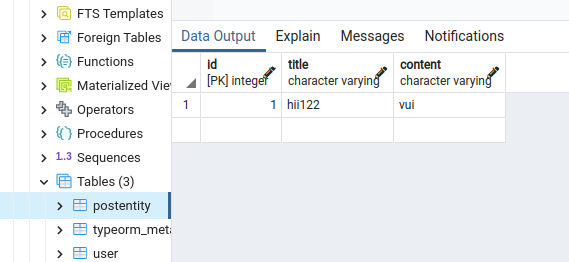 FTS Templates
Foreign Tables
Functions
Materialized Vie
Operators
Procedures
1..3 Sequences
Tables (3)
postentity
typeorm_meta
user
Data Output Explain Messages Notifications
id title content
[PK] integer character varying character varying
1 1 hii122 vui